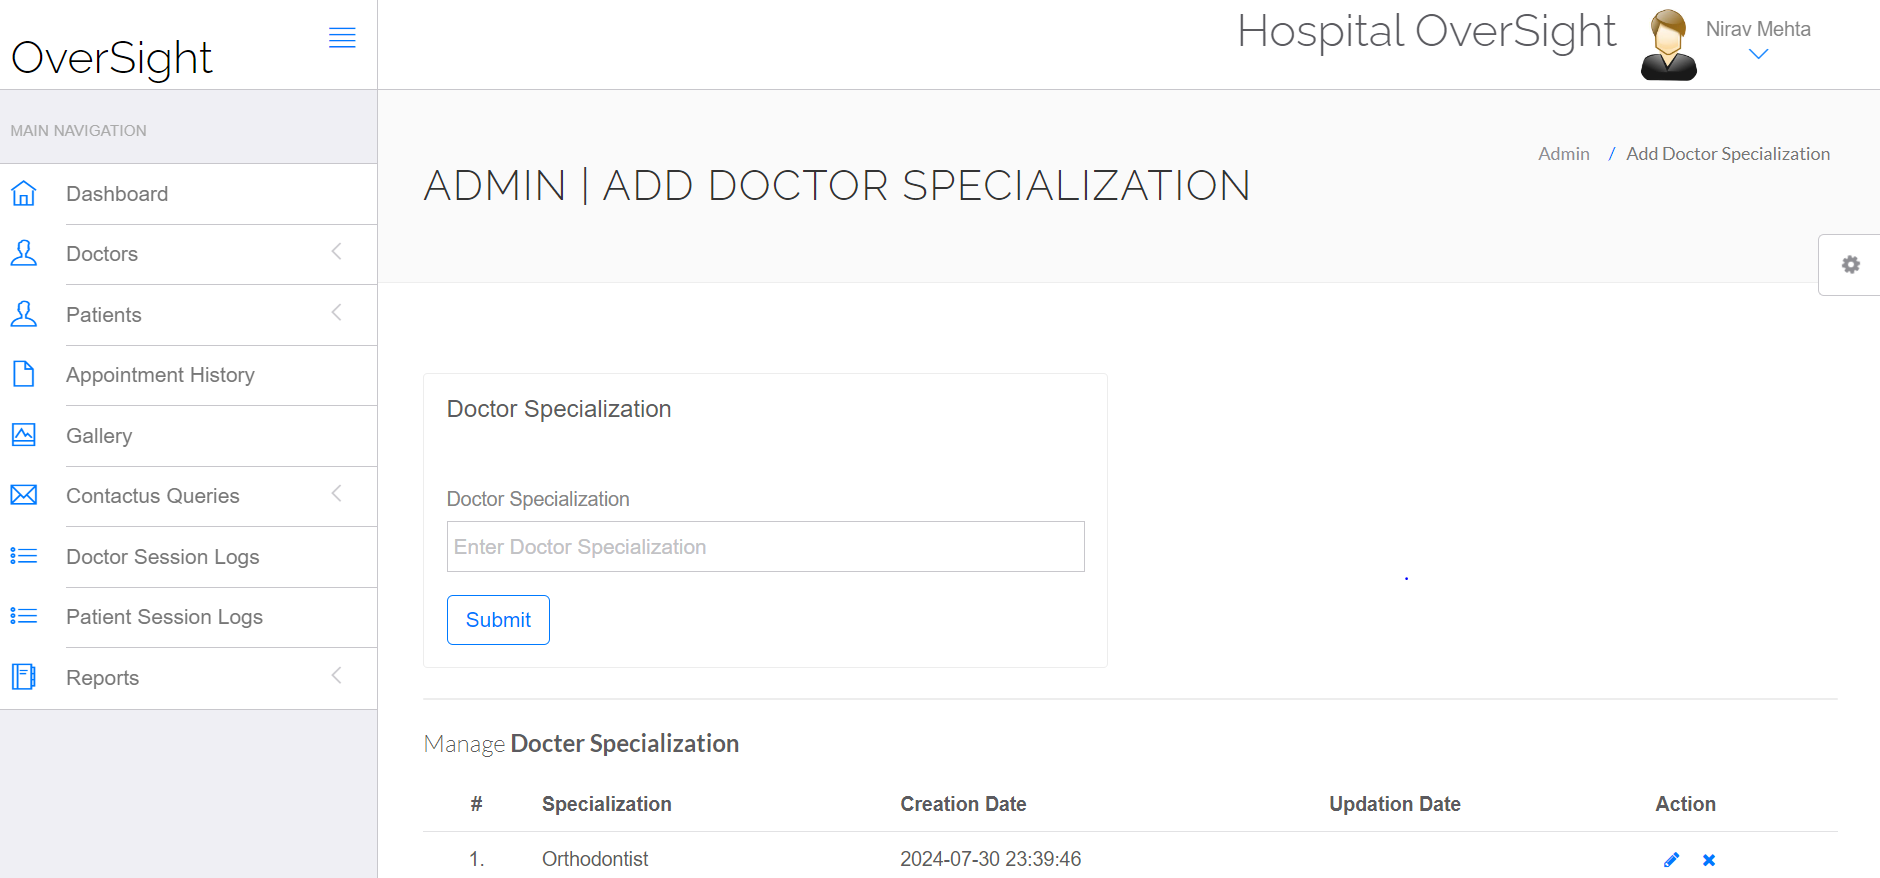 OverSight
Hospital OverSight
Nirav Mehta
MAIN NAVIGATION
Dashboard
Doctors
Patients
Appointment History
Gallery
Contactus Queries
Doctor Session Logs
Patient Session Logs
Reports
Admin / Add Doctor Specialization
ADMIN | ADD DOCTOR SPECIALIZATION
Doctor Specialization
Doctor Specialization
Enter Doctor Specialization
Submit
Manage Docter Specialization
# Specialization Creation Date Updation Date Action
1. Orthodontist 2024-07-30 23:39:46